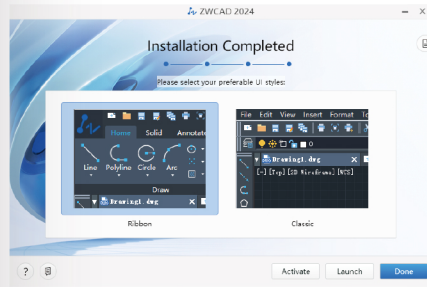 ZWCAD 2024
Installation Completed
Please select your preferable UI styles:
Home Solid Annotate
Line Polyline Circle Arc
Draw
Drawing1.dwg
File Edit View Insert Format
0
Drawing1.dwg
[-][Top][2D Wireframe][WCS]
Ribbon
Classic
? Activate Launch Done